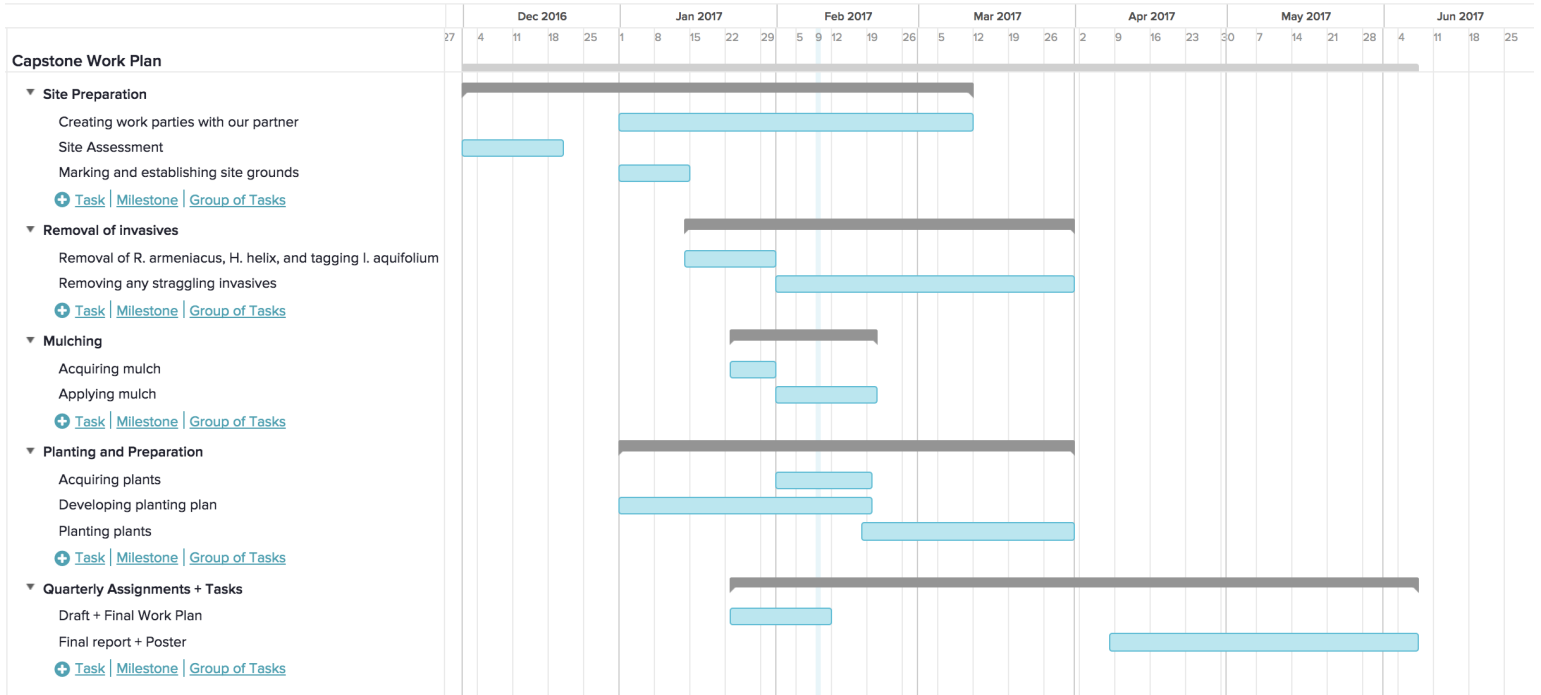 Dec 2016 Jan 2017 Feb 2017 Mar 2017 Apr 2017 May 2017 Jun 2017
27 4 11 18 25 1 8 15 22 29 5 9 12 19 26 5 12 19 26 2 9 16 23 30 7 14 21 28 4 11 18 25
Capstone Work Plan
Site Preparation
Creating work parties with our partner
Site Assessment
Marking and establishing site grounds
Task | Milestone | Group of Tasks
Removal of invasives
Removal of R. armeniacus, H. helix, and tagging I. aquifolium
Removing any straggling invasives
Task | Milestone | Group of Tasks
Mulching
Acquiring mulch
Applying mulch
Task | Milestone | Group of Tasks
Planting and Preparation
Acquiring plants
Developing planting plan
Planting plants
Task | Milestone | Group of Tasks
Quarterly Assignments + Tasks
Draft + Final Work Plan
Final report + Poster
Task | Milestone | Group of Tasks